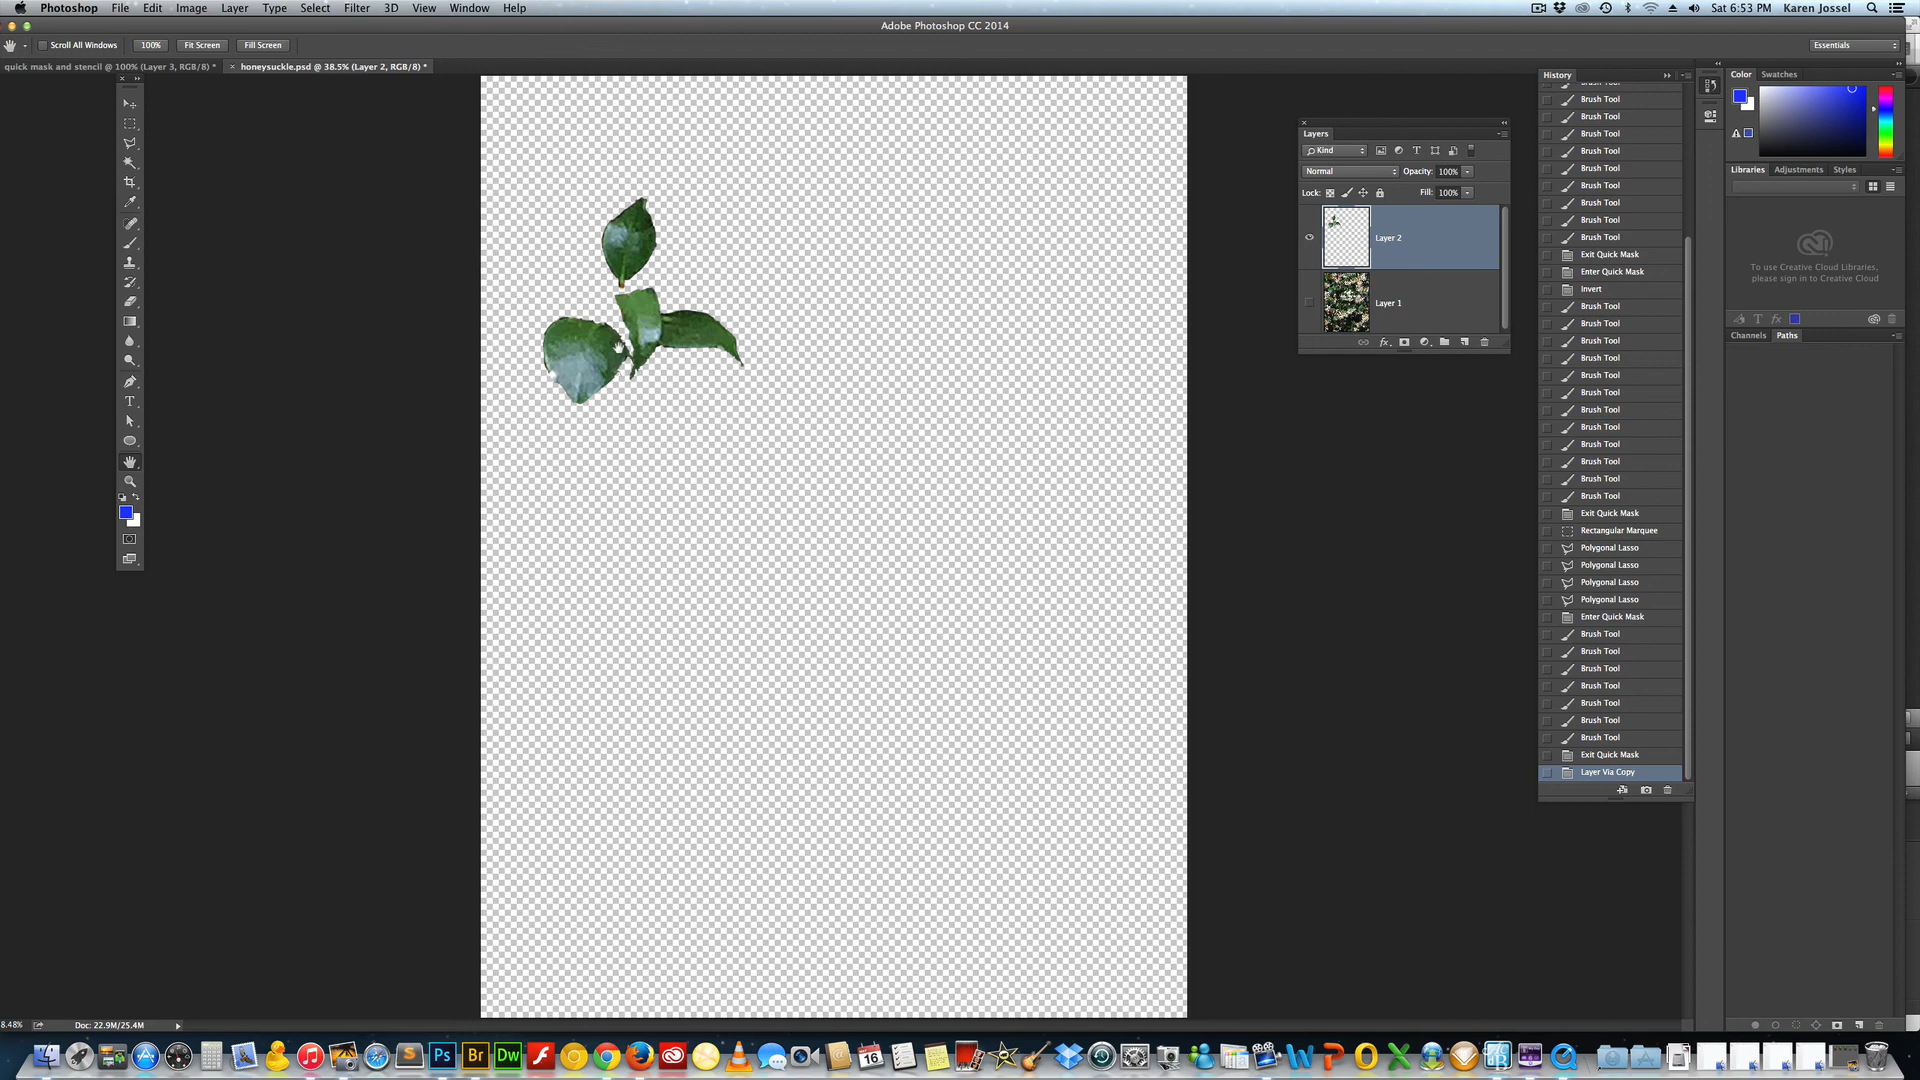 Photoshop File Edit Image Layer Type Select Filter 3D View Window Help Sat 6:53 PM Karen Jossel
Adobe Photoshop CC 2014
Scroll All Windows 100% Fit Screen Fill Screen Essentials
quick mask and stencil @ 100% (Layer 3, RGB/8) * × honeysuckle.psd @ 38.5% (Layer 2, RGB/8) *
History
Brush Tool
Brush Tool
Brush Tool
Brush Tool
Brush Tool
Brush Tool
Brush Tool
Brush Tool
Brush Tool
Brush Tool
Exit Quick Mask
Enter Quick Mask
Invert
Brush Tool
Brush Tool
Brush Tool
Brush Tool
Brush Tool
Brush Tool
Brush Tool
Brush Tool
Brush Tool
Brush Tool
Brush Tool
Brush Tool
Exit Quick Mask
Rectangular Marquee
Polygonal Lasso
Polygonal Lasso
Polygonal Lasso
Polygonal Lasso
Enter Quick Mask
Brush Tool
Brush Tool
Brush Tool
Brush Tool
Brush Tool
Brush Tool
Brush Tool
Exit Quick Mask
Layer Via Copy
Layers
Kind
Normal Opacity: 100%
Lock: Fill: 100%
Layer 2
Layer 1
fx
Color Swatches
Libraries Adjustments Styles
To use Creative Cloud Libraries,
please sign in to Creative Cloud
T fx
Channels Paths
8.48% Doc: 22.9M/25.4M
Ps Br Dw
16